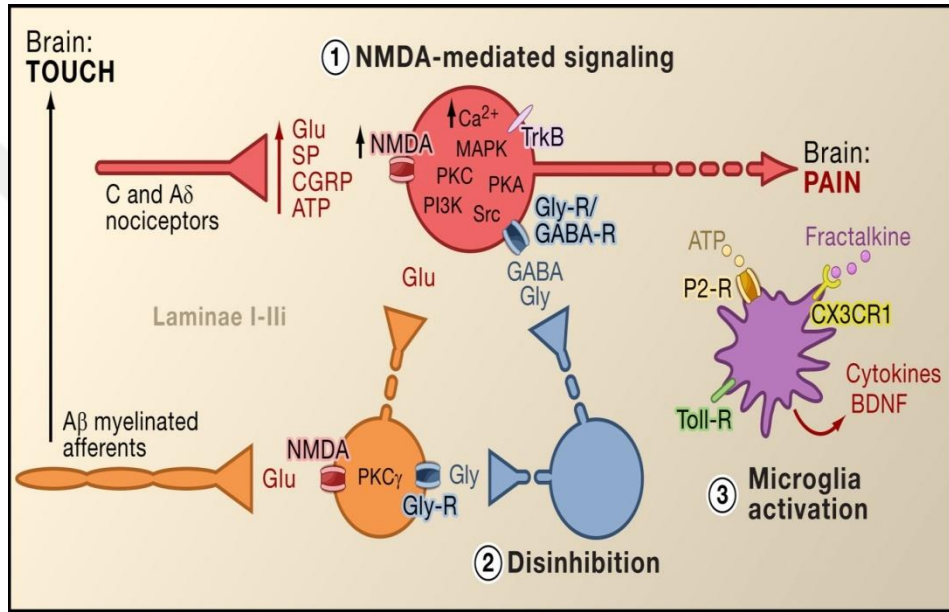 Brain:
TOUCH
① NMDA-mediated signaling
Glu
SP
CGRP
ATP
C and Aδ
nociceptors
NMDA
Ca²⁺
MAPK
PKC
PKA
PI3K
Src
TrkB
Gly-R/
GABA-R
Brain:
PAIN
Glu
GABA
Gly
Laminae I-IIi
ATP
Fractalkine
P2-R
CX3CR1
Toll-R
Cytokines
BDNF
③ Microglia
activation
Aβ myelinated
afferents
Glu
NMDA
PKCγ
Gly-R
Gly
② Disinhibition